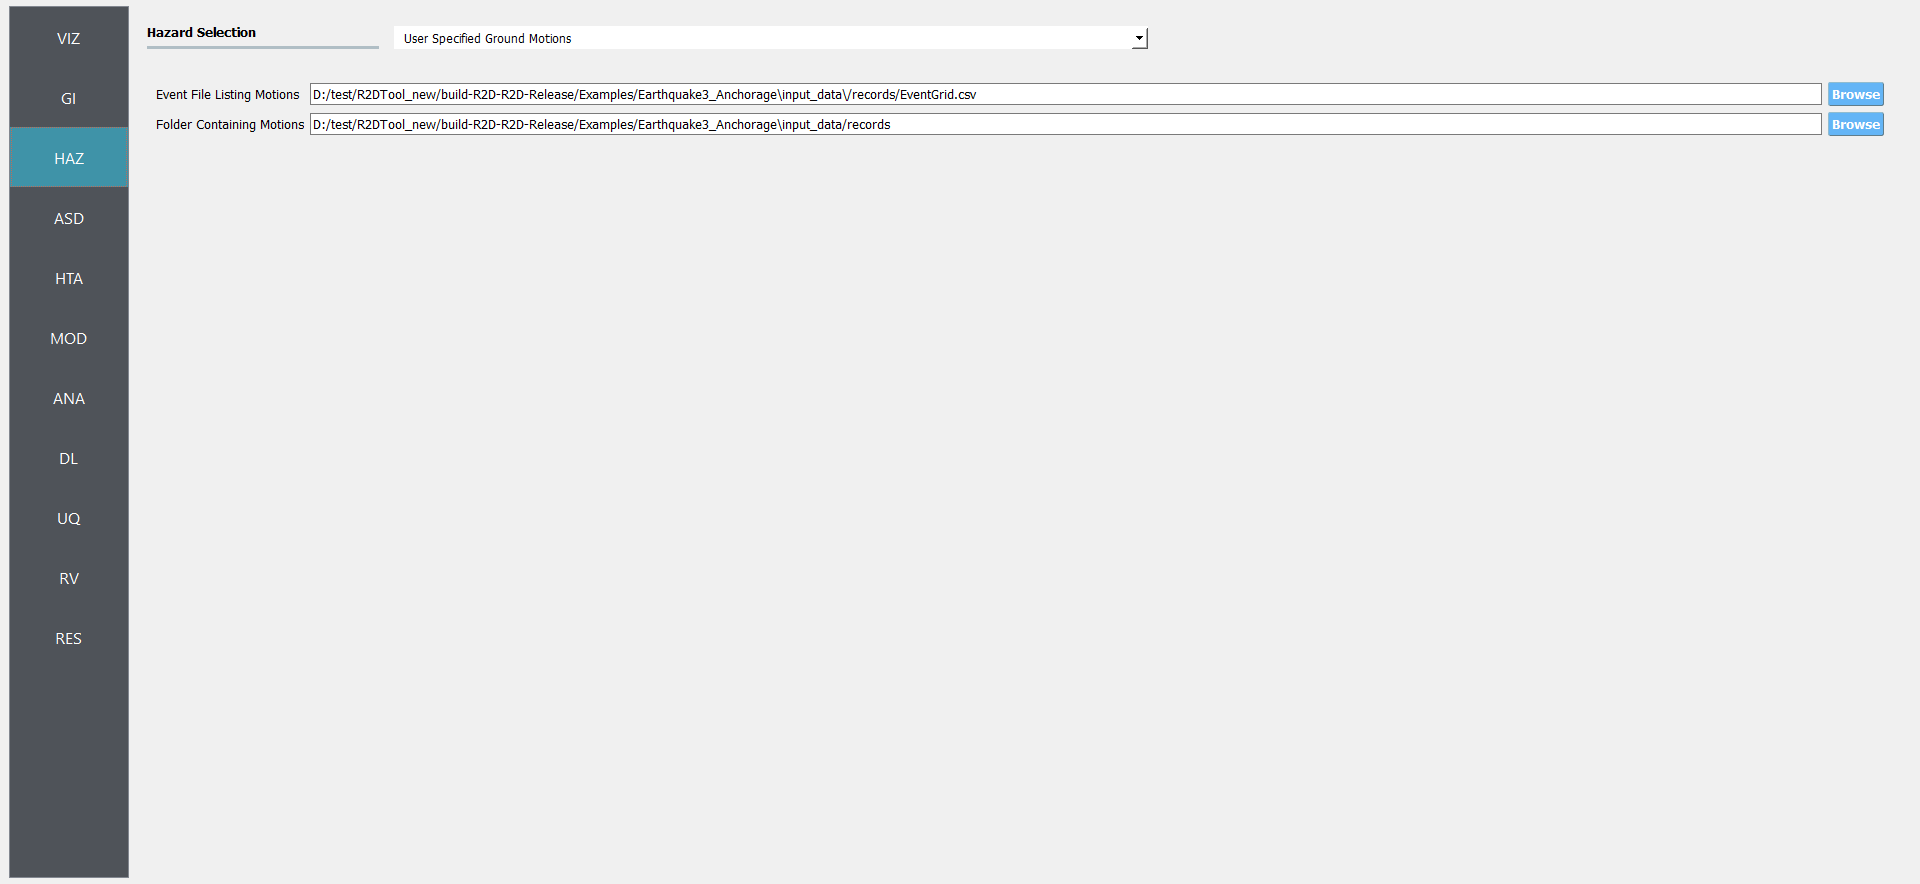 VIZ
GI
HAZ
ASD
HTA
MOD
ANA
DL
UQ
RV
RES
Hazard Selection
User Specified Ground Motions
Event File Listing Motions D:/test/R2DTool_new/build-R2D-R2D-Release/Examples/Earthquake3_Anchorage\input_data\/records/EventGrid.csv Browse
Folder Containing Motions D:/test/R2DTool_new/build-R2D-R2D-Release/Examples/Earthquake3_Anchorage\input_data/records Browse